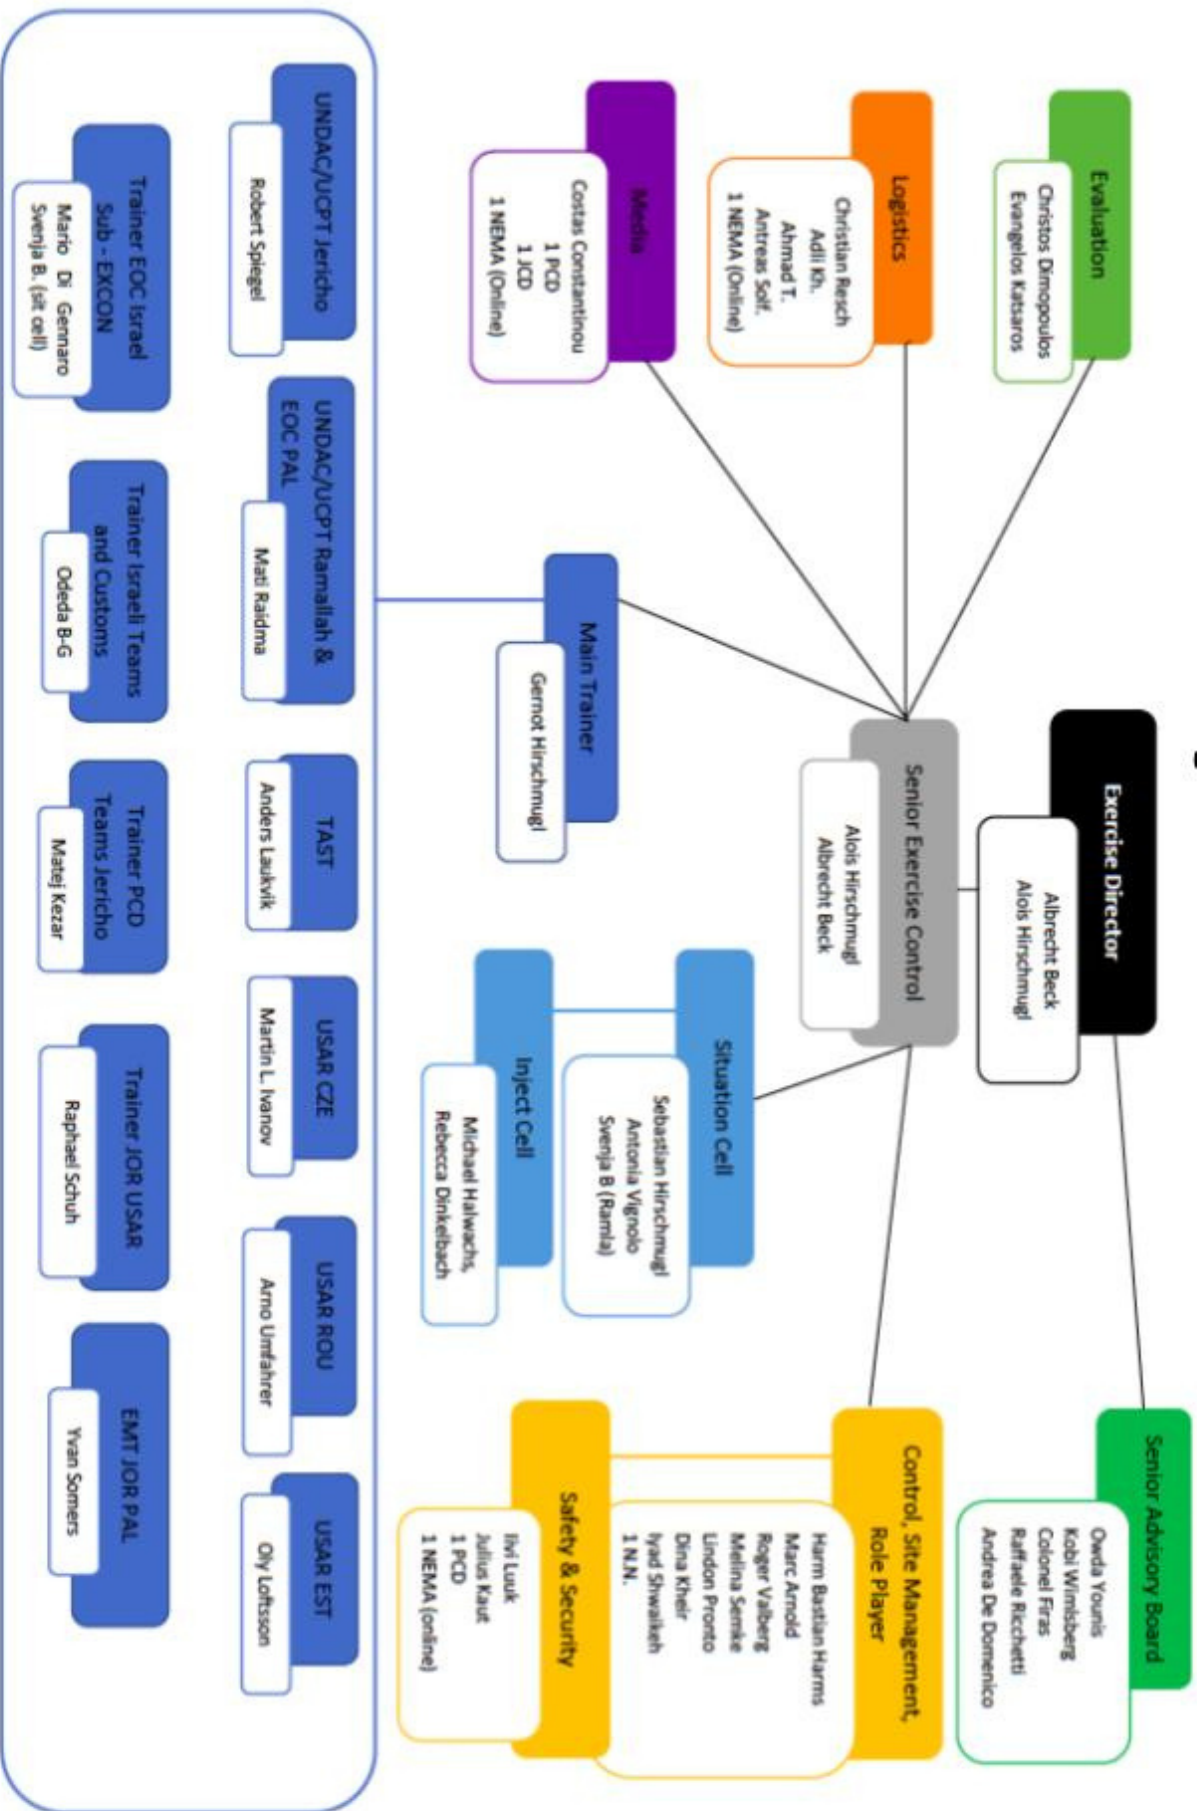 Exercise Director
Albrecht Beck
Alois Hirschmugl
Senior Advisory Board
Owda Younis
Kobi Wimlsberg
Colonel Firas
Raffaele Ricchetti
Andrea De Domenico
Senior Exercise Control
Alois Hirschmugl
Albrecht Beck
Evaluation
Christos Dimopoulos
Evangelos Katsaros
Logistics
Christian Resch
Adli Kh.
Ahmad T.
Antreas Solf.
1 NEMA (Online)
Media
Costas Constantinou
1 PCD
1 JCD
1 NEMA (Online)
Main Trainer
Gernot Hirschmugl
Situation Cell
Sebastian Hirschmugl
Antonia Vignolo
Svenja B (Ramla)
Inject Cell
Michael Halwachs,
Rebecca Dinkelbach
Control, Site Management,
Role Player
Harm Bastian Harms
Marc Arnold
Roger Valberg
Melina Semke
Lindon Pronto
Dina Kheir
Iyad Shwaikeh
1 N.N.
Safety & Security
Iivi Luuk
Julius Kaut
1 PCD
1 NEMA (online)
UNDAC/UCPT Jericho
Robert Spiegel
UNDAC/UCPT Ramallah &
EOC PAL
Mati Raidma
TAST
Anders Laukvik
USAR CZE
Martin L. Ivanov
USAR ROU
Arno Umfahrer
USAR EST
Oly Loftsson
Trainer EOC Israel
Sub - EXCON
Mario Di Gennaro
Svenja B. (sit cell)
Trainer Israeli Teams
and Customs
Odeda B-G
Trainer PCD
Teams Jericho
Matej Kezar
Trainer JOR USAR
Raphael Schuh
EMT JOR PAL
Yvan Somers